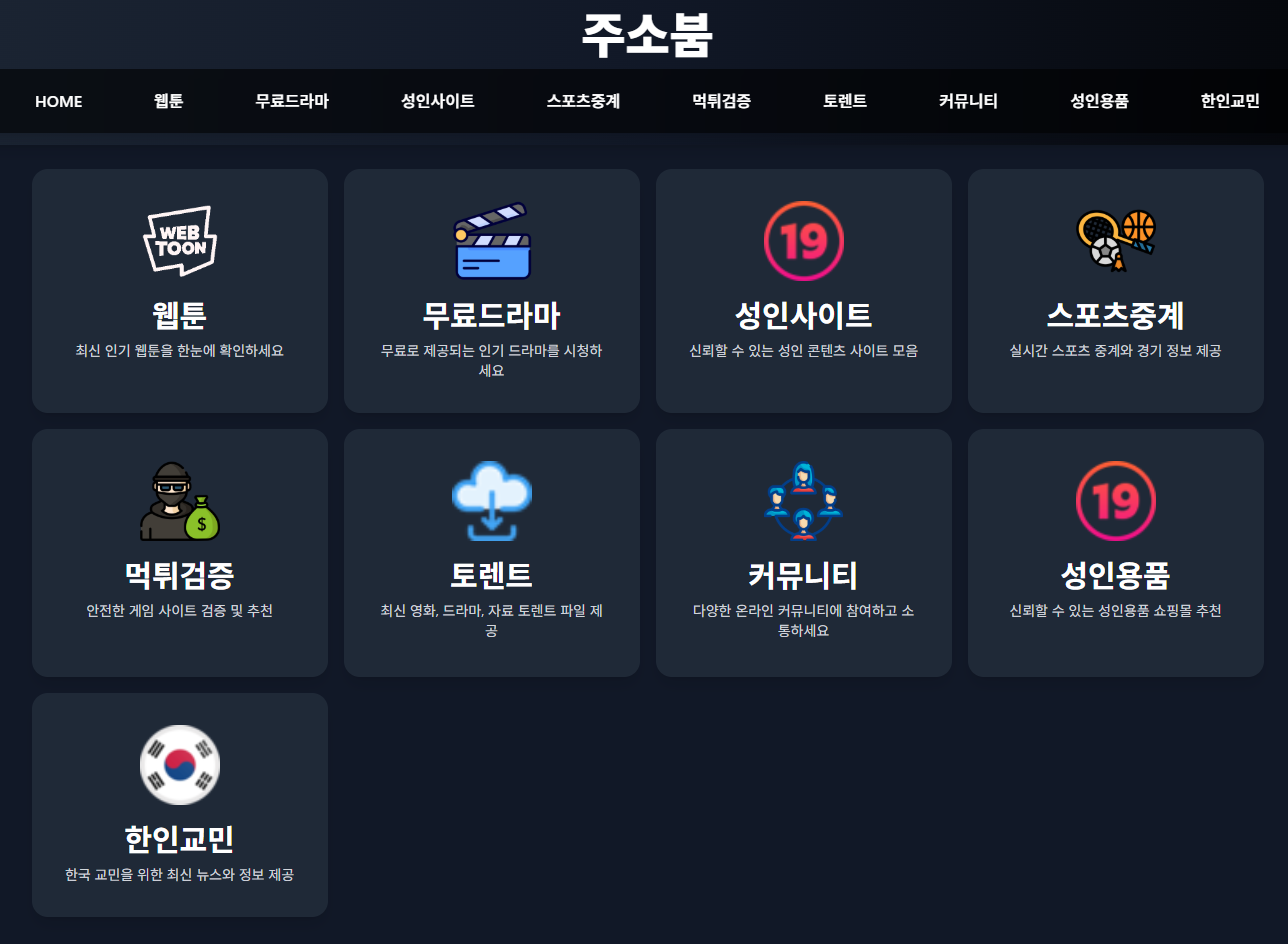 주소붐
HOME 웹툰 무료드라마 성인사이트 스포츠중계 먹튀검증 토렌트 커뮤니티 성인용품 한인교민
WEB
TOON
웹툰
최신 인기 웹툰을 한눈에 확인하세요
무료드라마
무료로 제공되는 인기 드라마를 시청하
세요
19
성인사이트
신뢰할 수 있는 성인 콘텐츠 사이트 모음
스포츠중계
실시간 스포츠 중계와 경기 정보 제공
$
먹튀검증
안전한 게임 사이트 검증 및 추천
토렌트
최신 영화, 드라마, 자료 토렌트 파일 제
공
커뮤니티
다양한 온라인 커뮤니티에 참여하고 소
통하세요
19
성인용품
신뢰할 수 있는 성인용품 쇼핑몰 추천
한인교민
한국 교민을 위한 최신 뉴스와 정보 제공